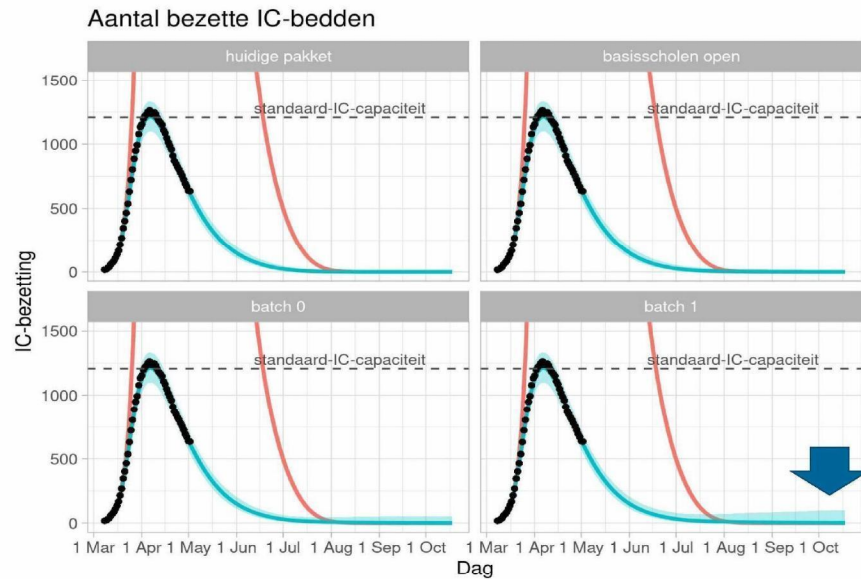 Aantal bezette IC-bedden
huidige pakket
basisscholen open
1500
1000
500
0
standaard-IC-capaciteit
standaard-IC-capaciteit
batch 0
batch 1
1500
1000
500
0
standaard-IC-capaciteit
standaard-IC-capaciteit
IC-bezetting
1 Mar 1 Apr 1 May 1 Jun 1 Jul 1 Aug 1 Sep 1 Oct
1 Mar 1 Apr 1 May 1 Jun 1 Jul 1 Aug 1 Sep 1 Oct
Dag